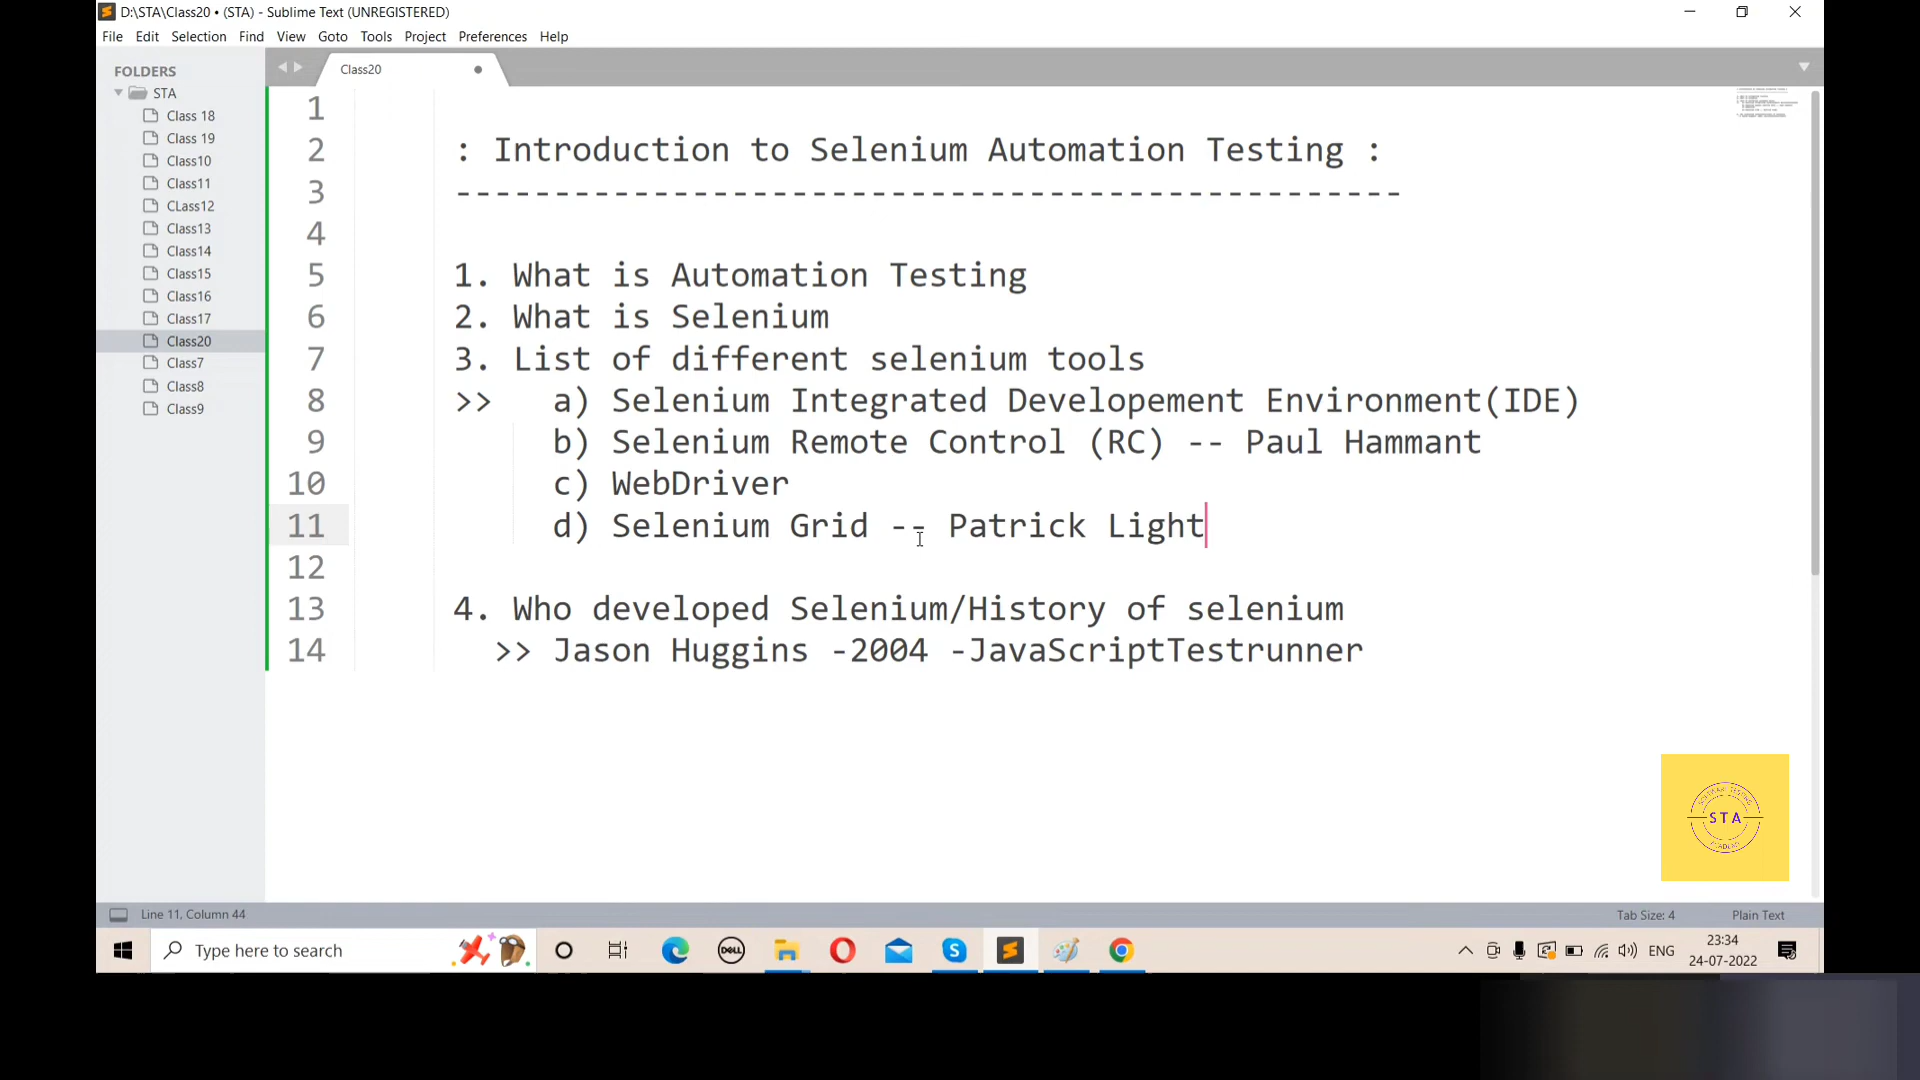 D:\STA\Class20 • (STA) - Sublime Text (UNREGISTERED)
File Edit Selection Find View Goto Tools Project Preferences Help
FOLDERS
STA
Class 18
Class 19
Class10
Class11
CLass12
Class13
Class14
Class15
Class16
Class17
Class20
Class7
Class8
Class9
Class20
1
2 : Introduction to Selenium Automation Testing :
3 ------------------------------------------------
4
5 1. What is Automation Testing
6 2. What is Selenium
7 3. List of different selenium tools
8 >> a) Selenium Integrated Developement Environment(IDE)
9 b) Selenium Remote Control (RC) -- Paul Hammant
10 c) WebDriver
11 d) Selenium Grid -- Patrick Light
12
13 4. Who developed Selenium/History of selenium
14 >> Jason Huggins -2004 -JavaScriptTestrunner
SOFTWARE TESTING
STA
ACADEMY
Line 11, Column 44
Tab Size: 4
Plain Text
Type here to search
DELL
ENG
23:34
24-07-2022